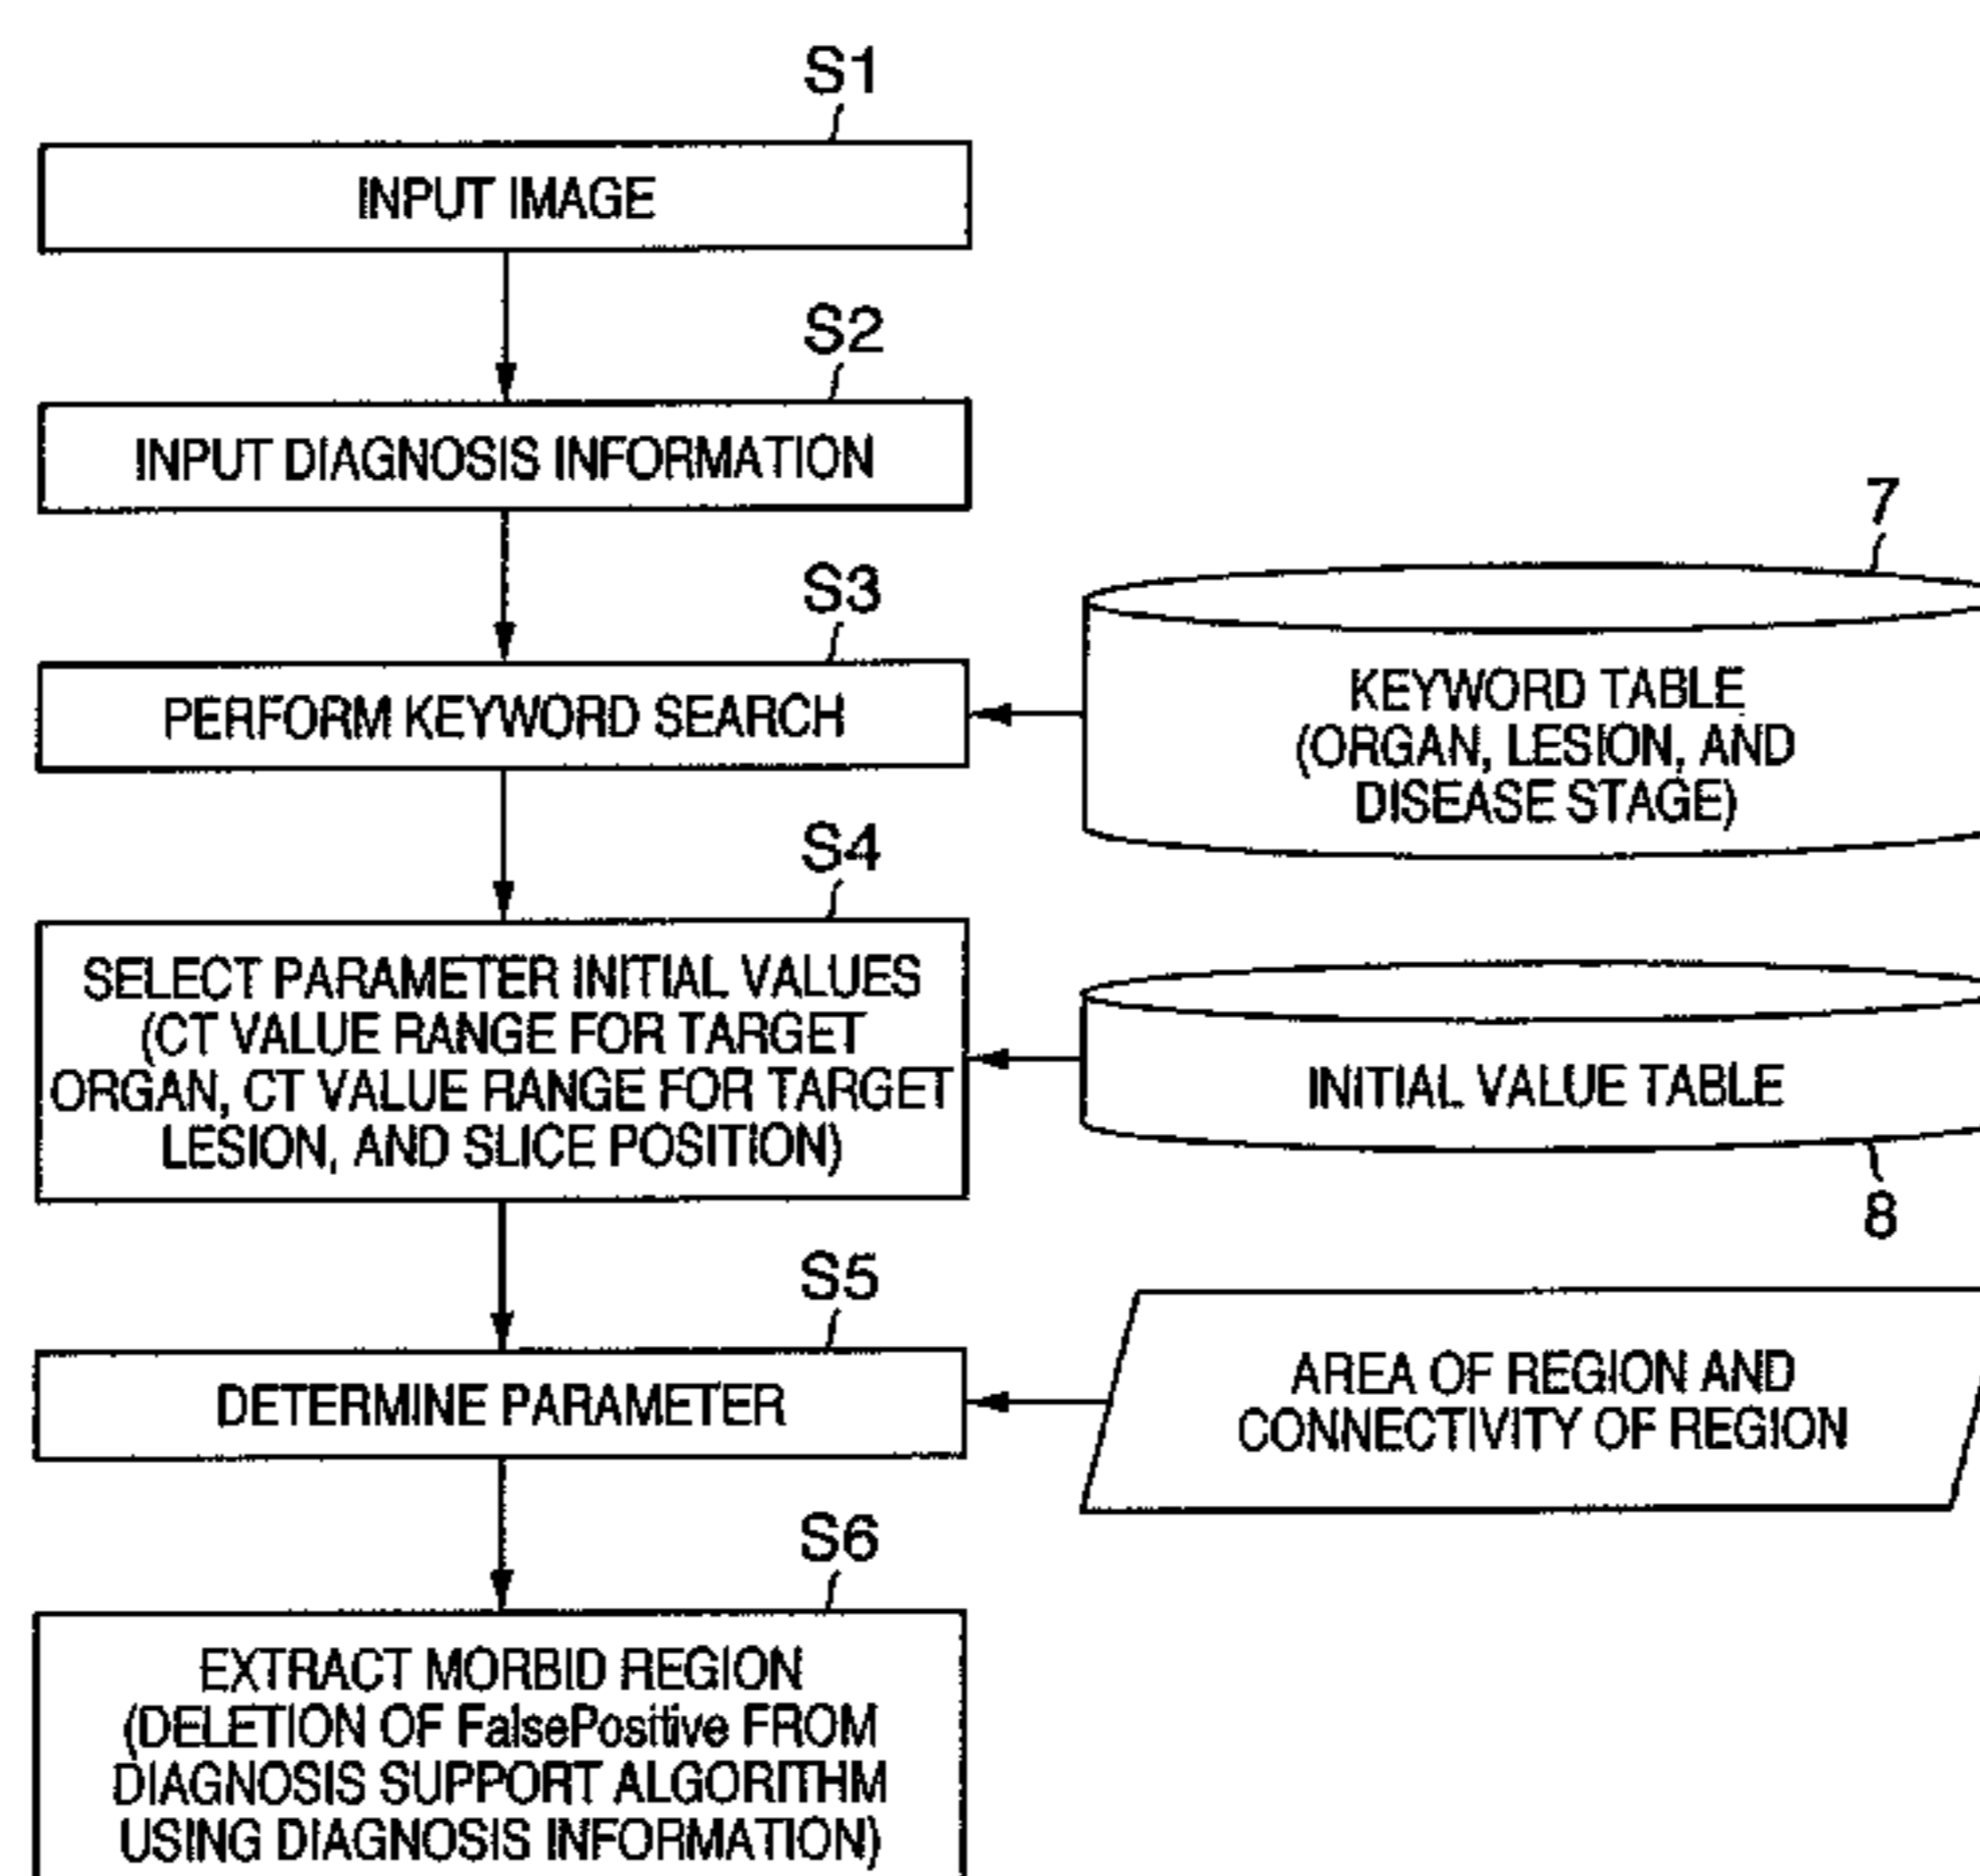 S1
INPUT IMAGE
S2
INPUT DIAGNOSIS INFORMATION
S3
PERFORM KEYWORD SEARCH
7
KEYWORD TABLE
(ORGAN, LESION, AND
DISEASE STAGE)
S4
SELECT PARAMETER INITIAL VALUES
(CT VALUE RANGE FOR TARGET
ORGAN, CT VALUE RANGE FOR TARGET
LESION, AND SLICE POSITION)
INITIAL VALUE TABLE
8
S5
DETERMINE PARAMETER
AREA OF REGION AND
CONNECTIVITY OF REGION
S6
EXTRACT MORBID REGION
(DELETION OF FalsePositive FROM
DIAGNOSIS SUPPORT ALGORITHM
USING DIAGNOSIS INFORMATION)